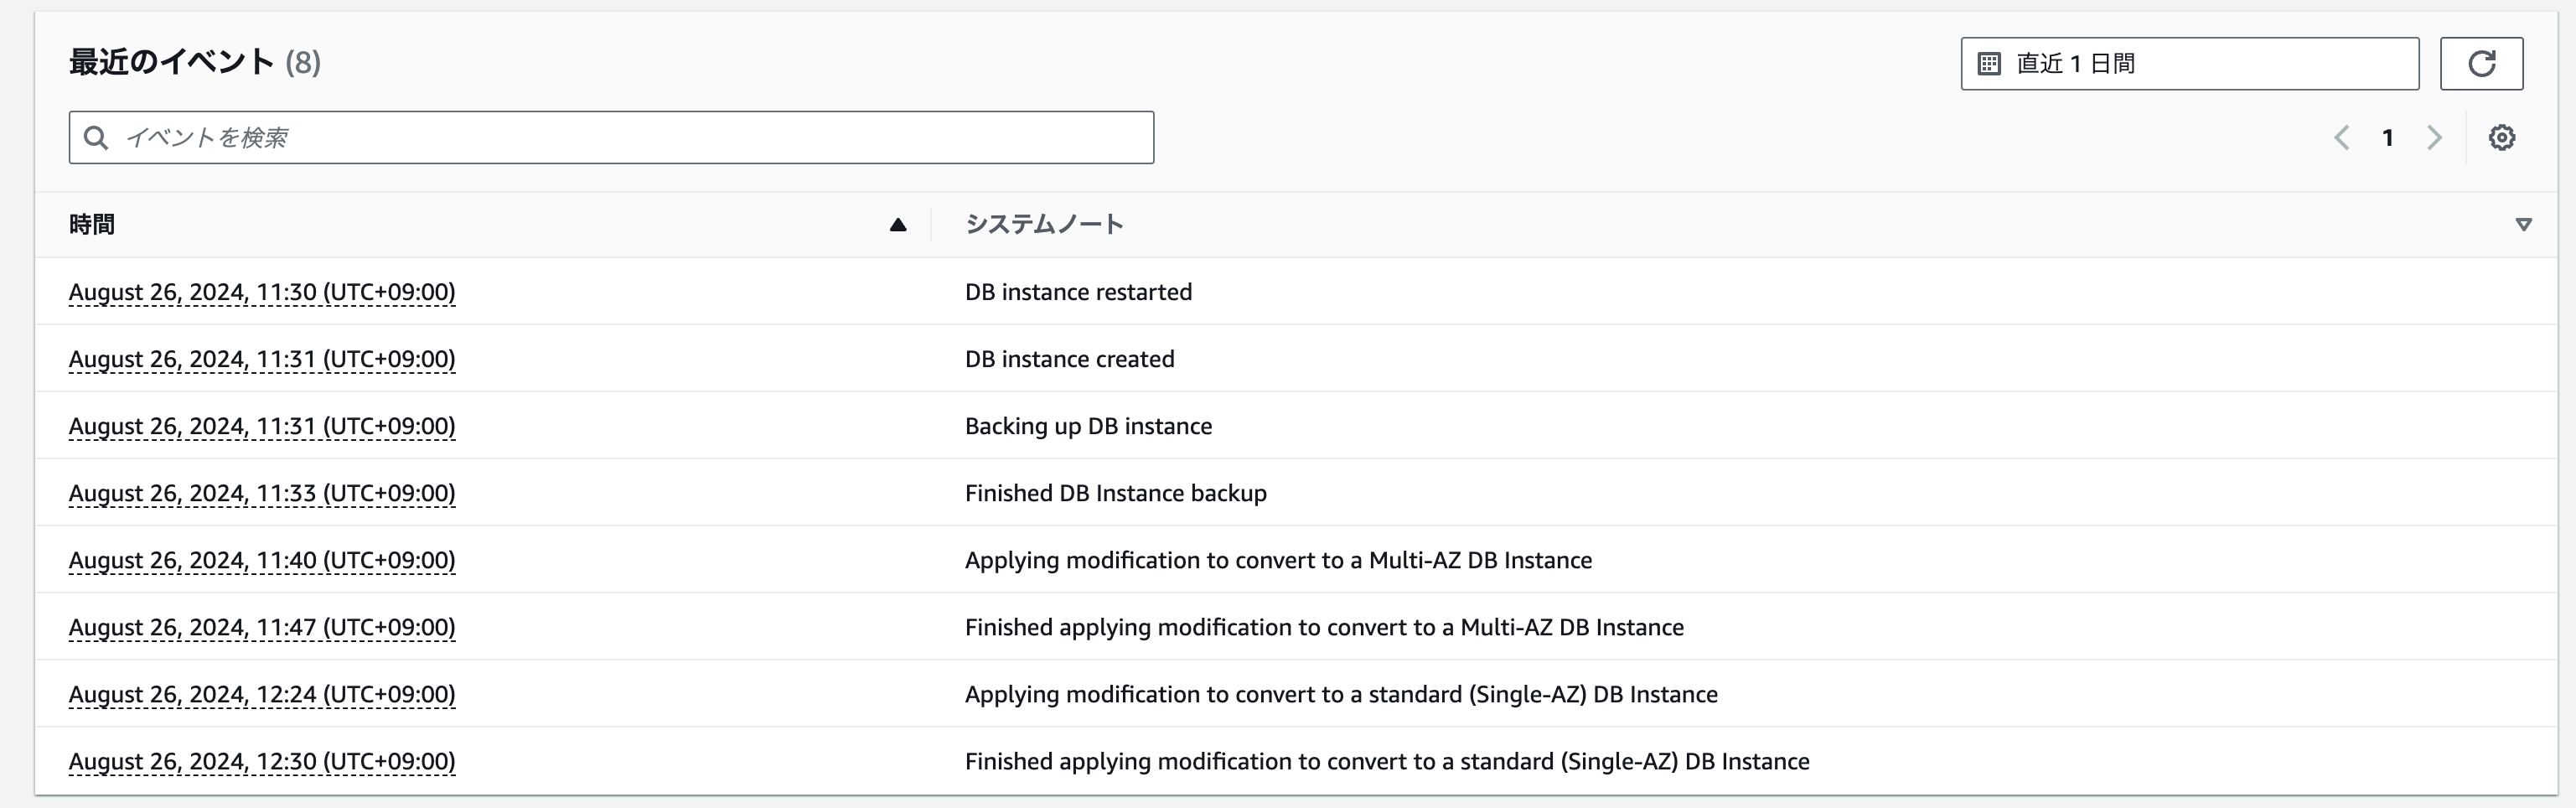 最近のイベント (8)
直近 1 日間
イベントを検索
1
時間 システムノート
August 26, 2024, 11:30 (UTC+09:00) DB instance restarted
August 26, 2024, 11:31 (UTC+09:00) DB instance created
August 26, 2024, 11:31 (UTC+09:00) Backing up DB instance
August 26, 2024, 11:33 (UTC+09:00) Finished DB Instance backup
August 26, 2024, 11:40 (UTC+09:00) Applying modification to convert to a Multi-AZ DB Instance
August 26, 2024, 11:47 (UTC+09:00) Finished applying modification to convert to a Multi-AZ DB Instance
August 26, 2024, 12:24 (UTC+09:00) Applying modification to convert to a standard (Single-AZ) DB Instance
August 26, 2024, 12:30 (UTC+09:00) Finished applying modification to convert to a standard (Single-AZ) DB Instance